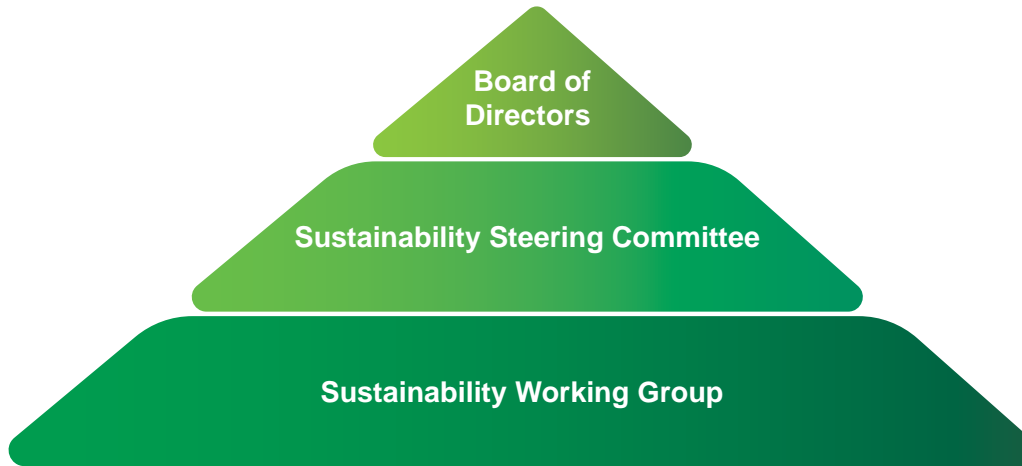 Board of
Directors
Sustainability Steering Committee
Sustainability Working Group